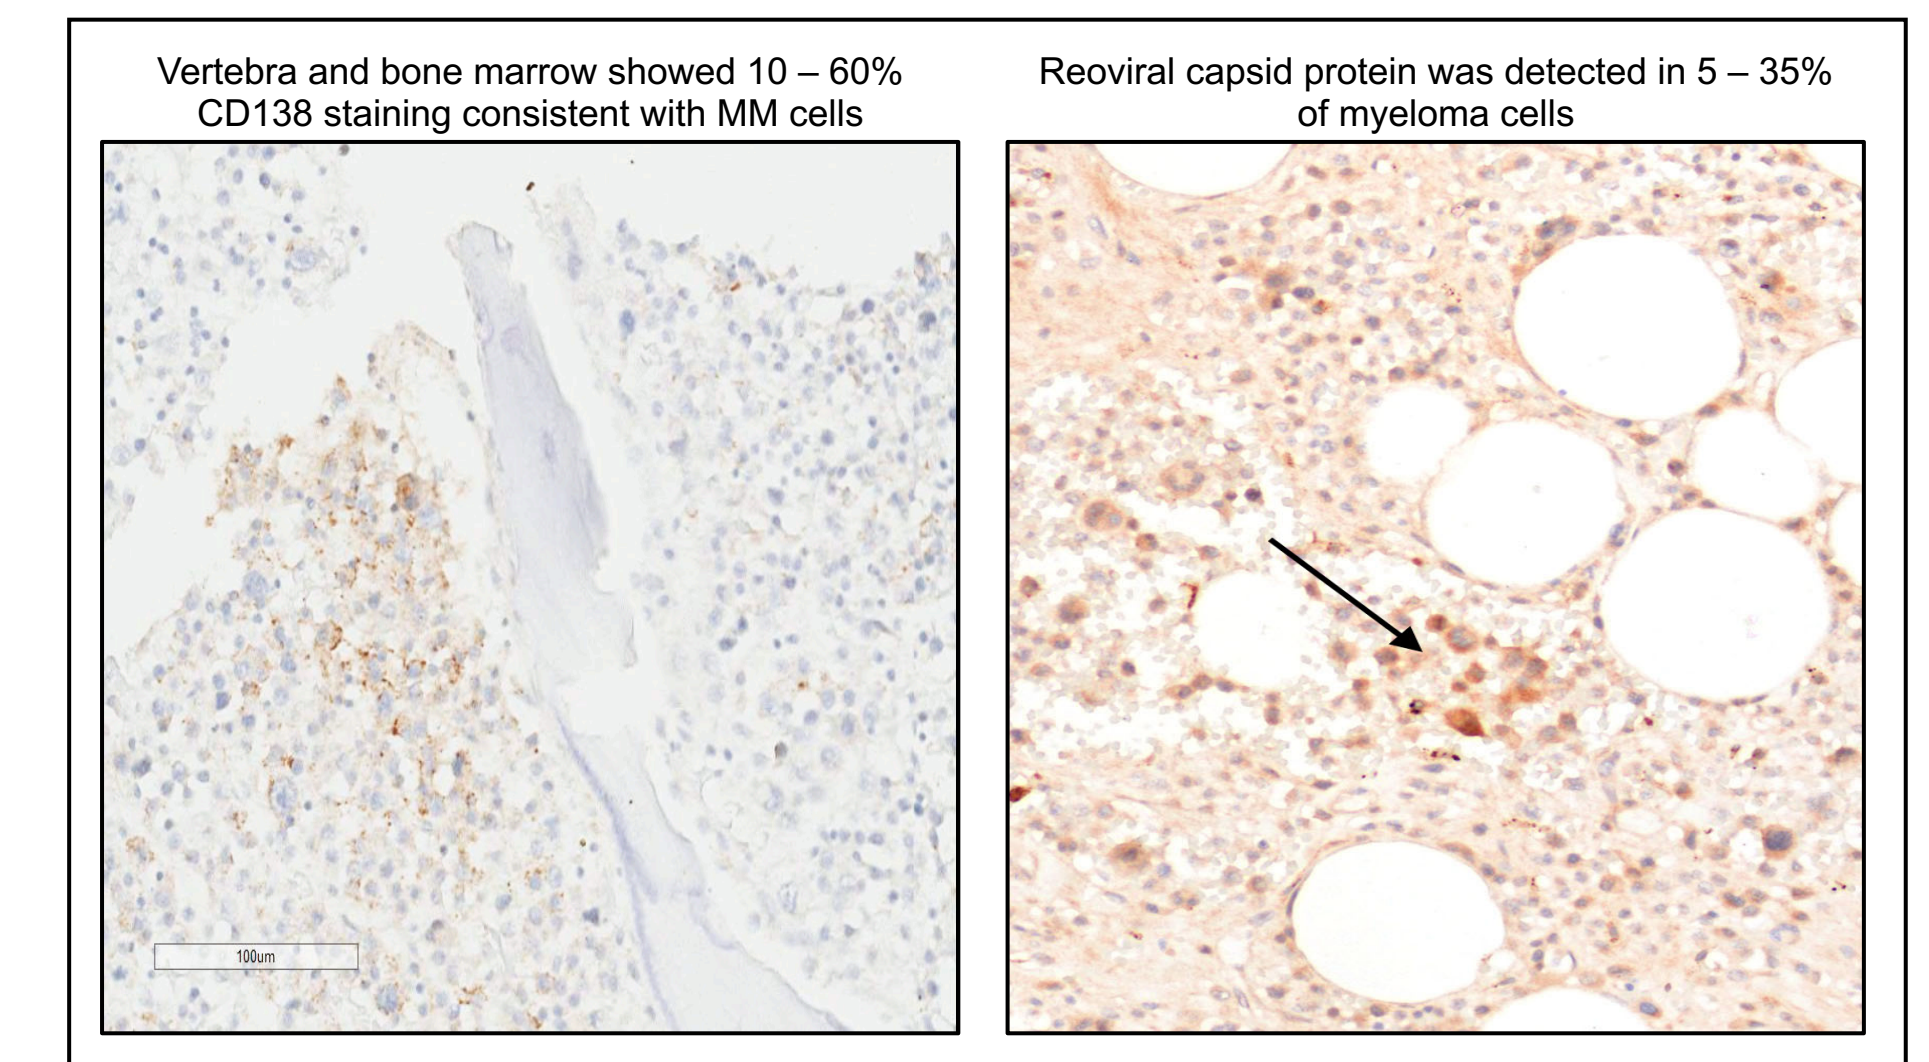 Vertebra and bone marrow showed 10 – 60%
CD138 staining consistent with MM cells
Reoviral capsid protein was detected in 5 – 35%
of myeloma cells
100um